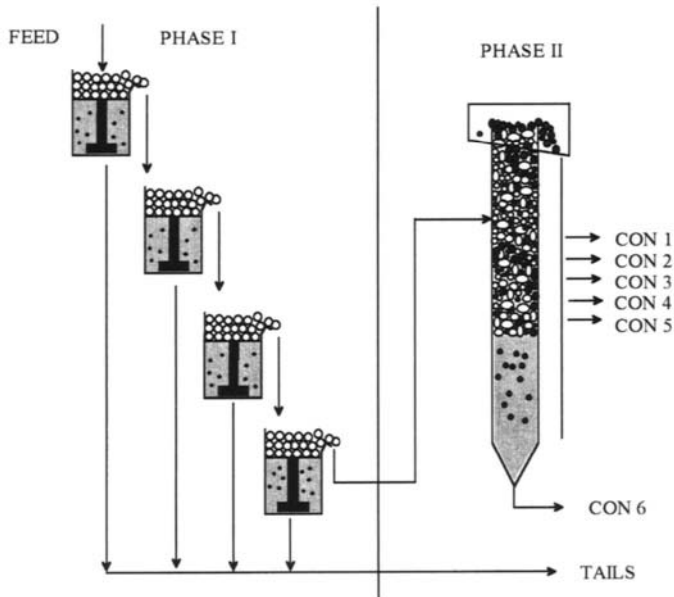 FEED
PHASE I
PHASE II
CON 1
CON 2
CON 3
CON 4
CON 5
CON 6
TAILS